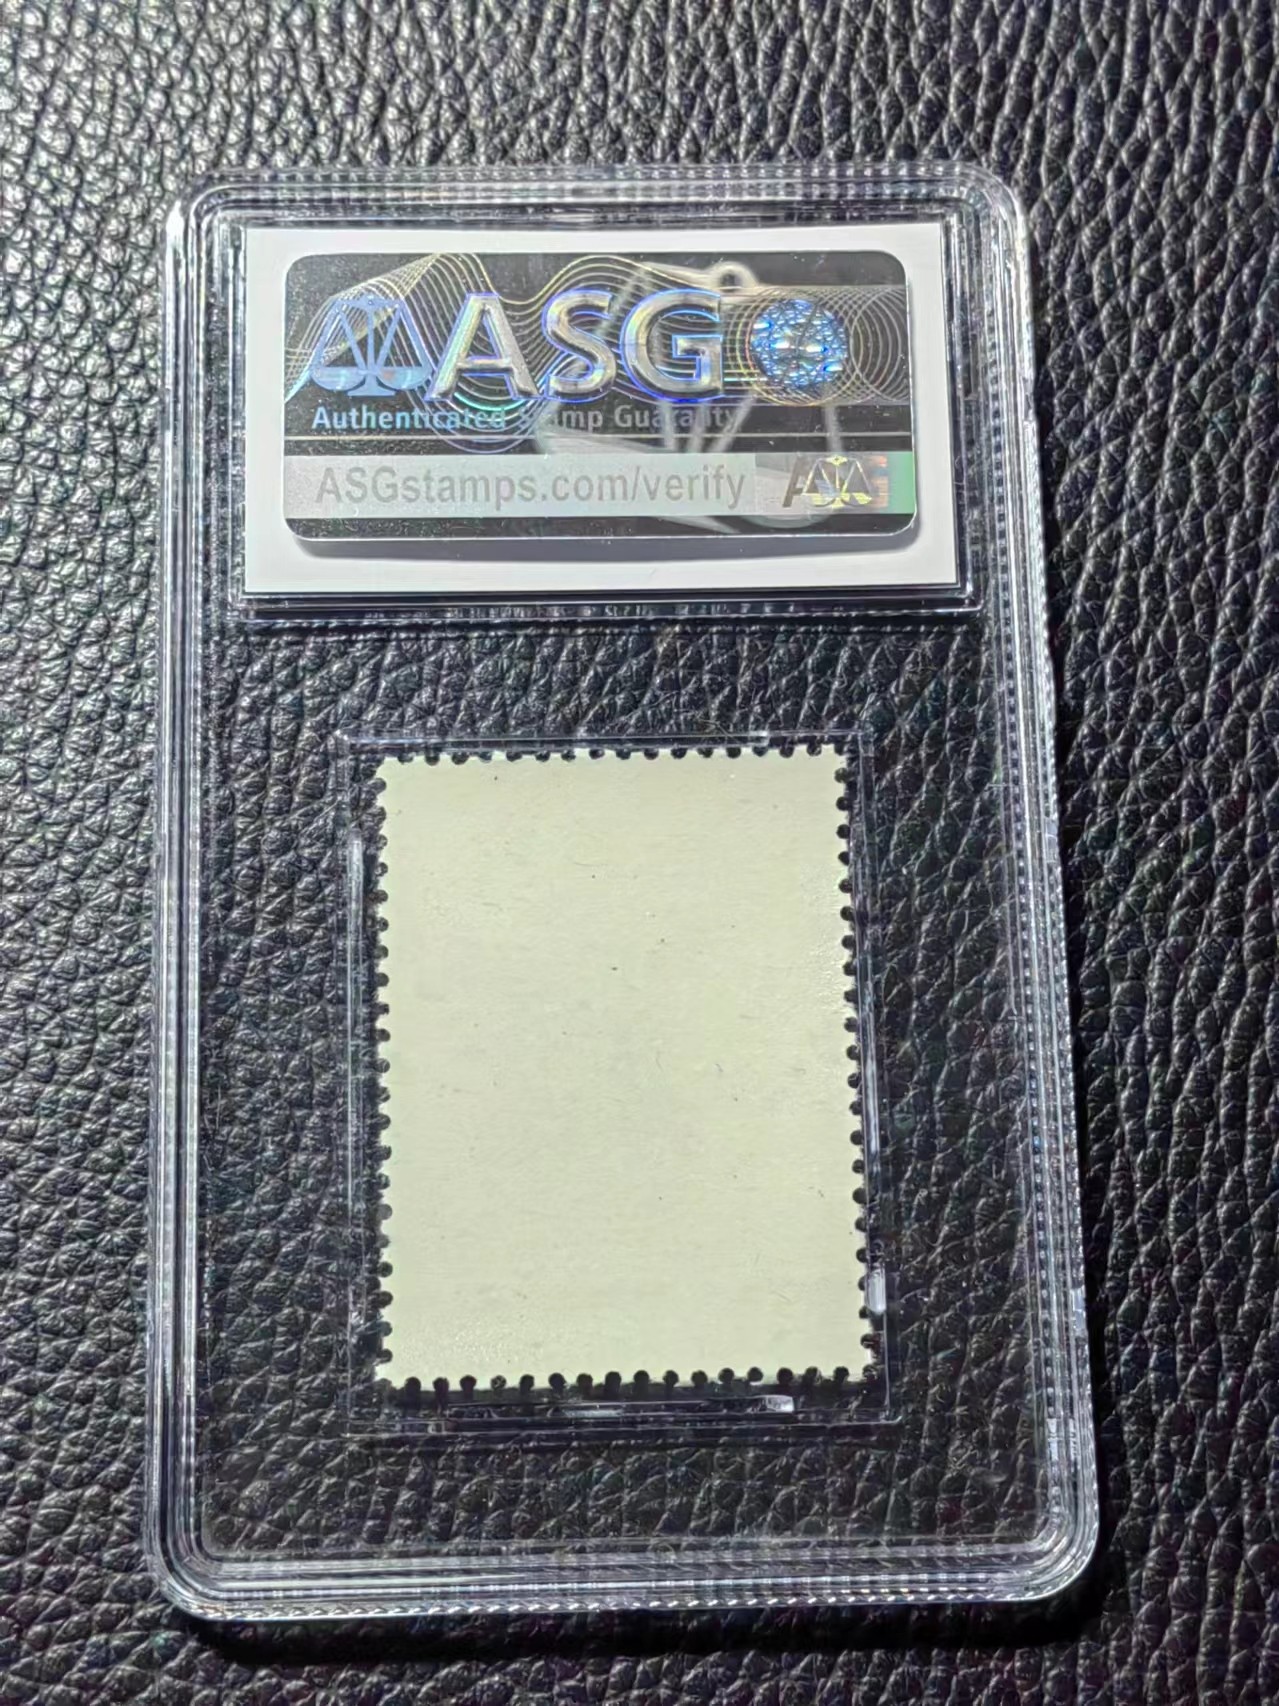 ASG
Authenticated Stamp Guaranty
ASGstamps.com/verify